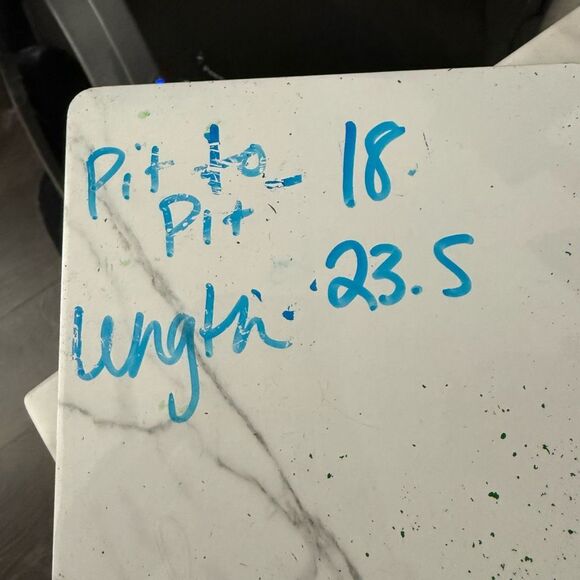 Pit to 18.
Pit
length: 23.5